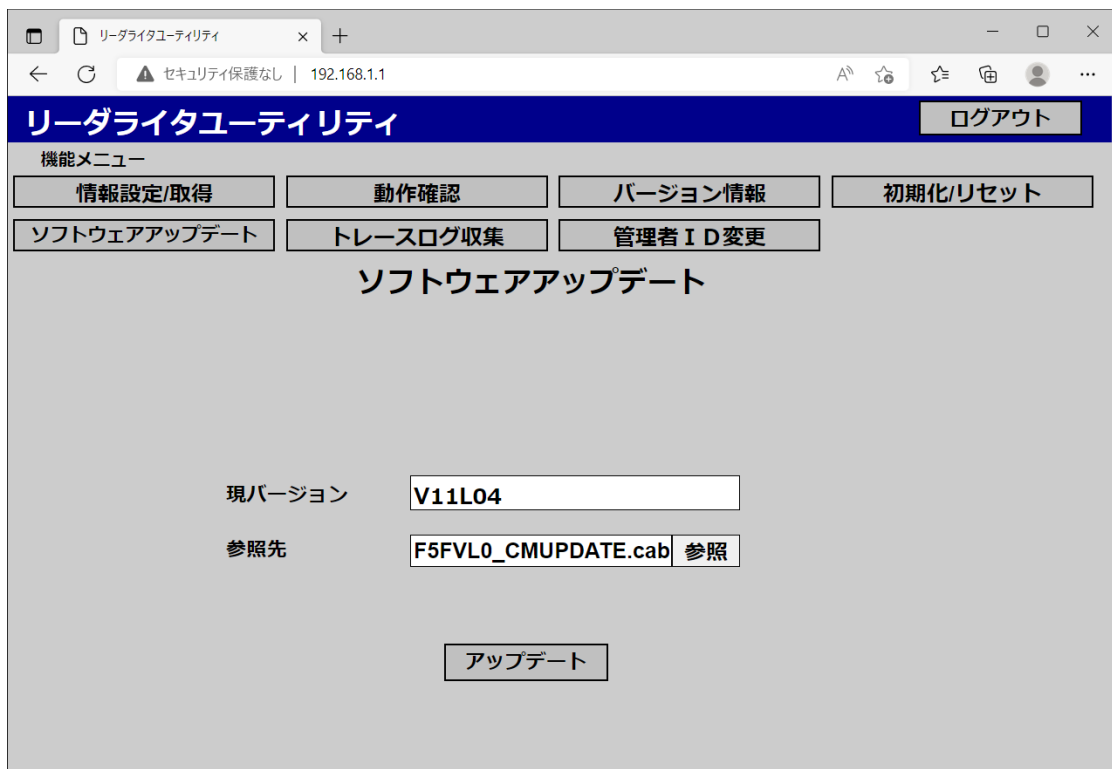 リーダライタユーティリティ
セキュリティ保護なし | 192.168.1.1
リーダライタユーティリティ ログアウト
機能メニュー
情報設定/取得 動作確認 バージョン情報 初期化/リセット
ソフトウェアアップデート トレースログ収集 管理者ＩＤ変更
ソフトウェアアップデート
現バージョン V11L04
参照先 F5FVL0_CMUPDATE.cab 参照
アップデート